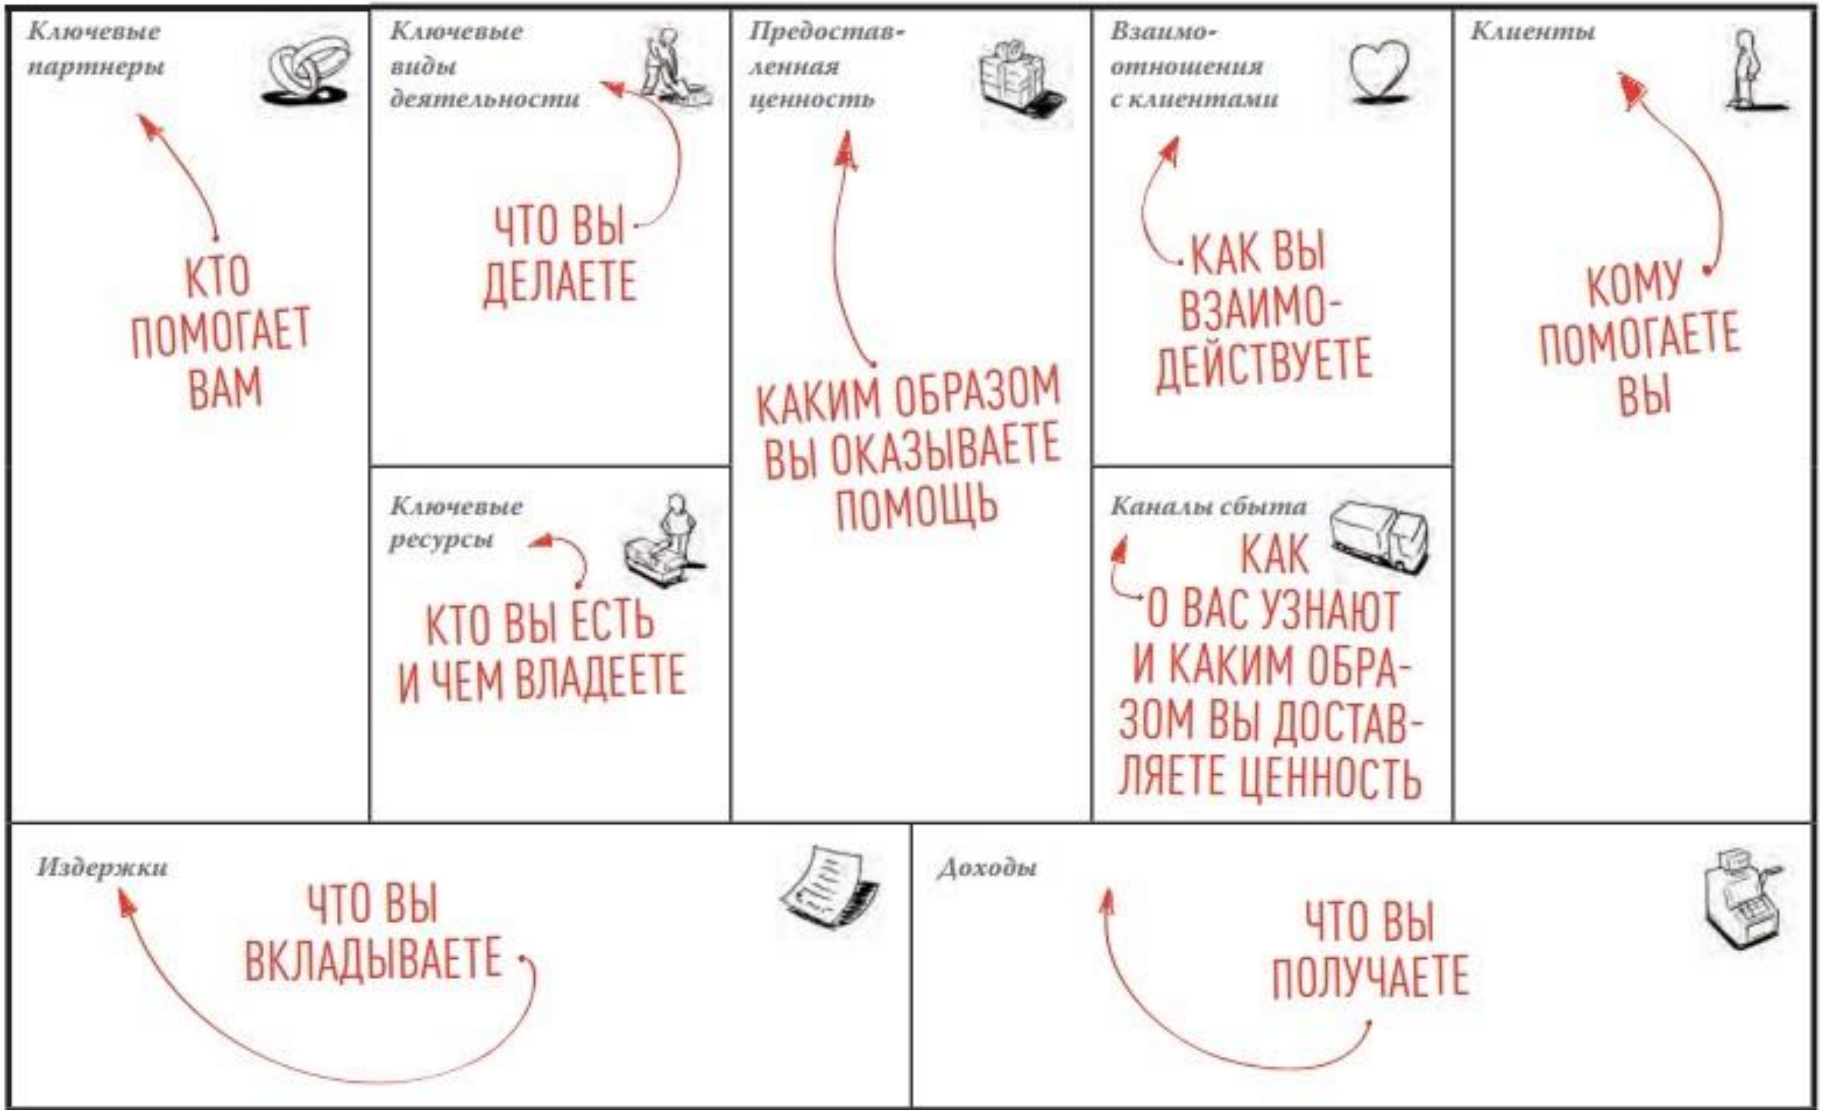 Ключевые
партнеры
КТО
ПОМОГАЕТ
ВАМ
Ключевые
виды
деятельности
ЧТО ВЫ
ДЕЛАЕТЕ
Ключевые
ресурсы
КТО ВЫ ЕСТЬ
И ЧЕМ ВЛАДЕЕТЕ
Предостав-
ленная
ценность
КАКИМ ОБРАЗОМ
ВЫ ОКАЗЫВАЕТЕ
ПОМОЩЬ
Взаимо-
отношения
с клиентами
КАК ВЫ
ВЗАИМО-
ДЕЙСТВУЕТЕ
Каналы сбыта
КАК
О ВАС УЗНАЮТ
И КАКИМ ОБРА-
ЗОМ ВЫ ДОСТАВ-
ЛЯЕТЕ ЦЕННОСТЬ
Клиенты
КОМУ
ПОМОГАЕТЕ
ВЫ
Издержки
ЧТО ВЫ
ВКЛАДЫВАЕТЕ
Доходы
ЧТО ВЫ
ПОЛУЧАЕТЕ